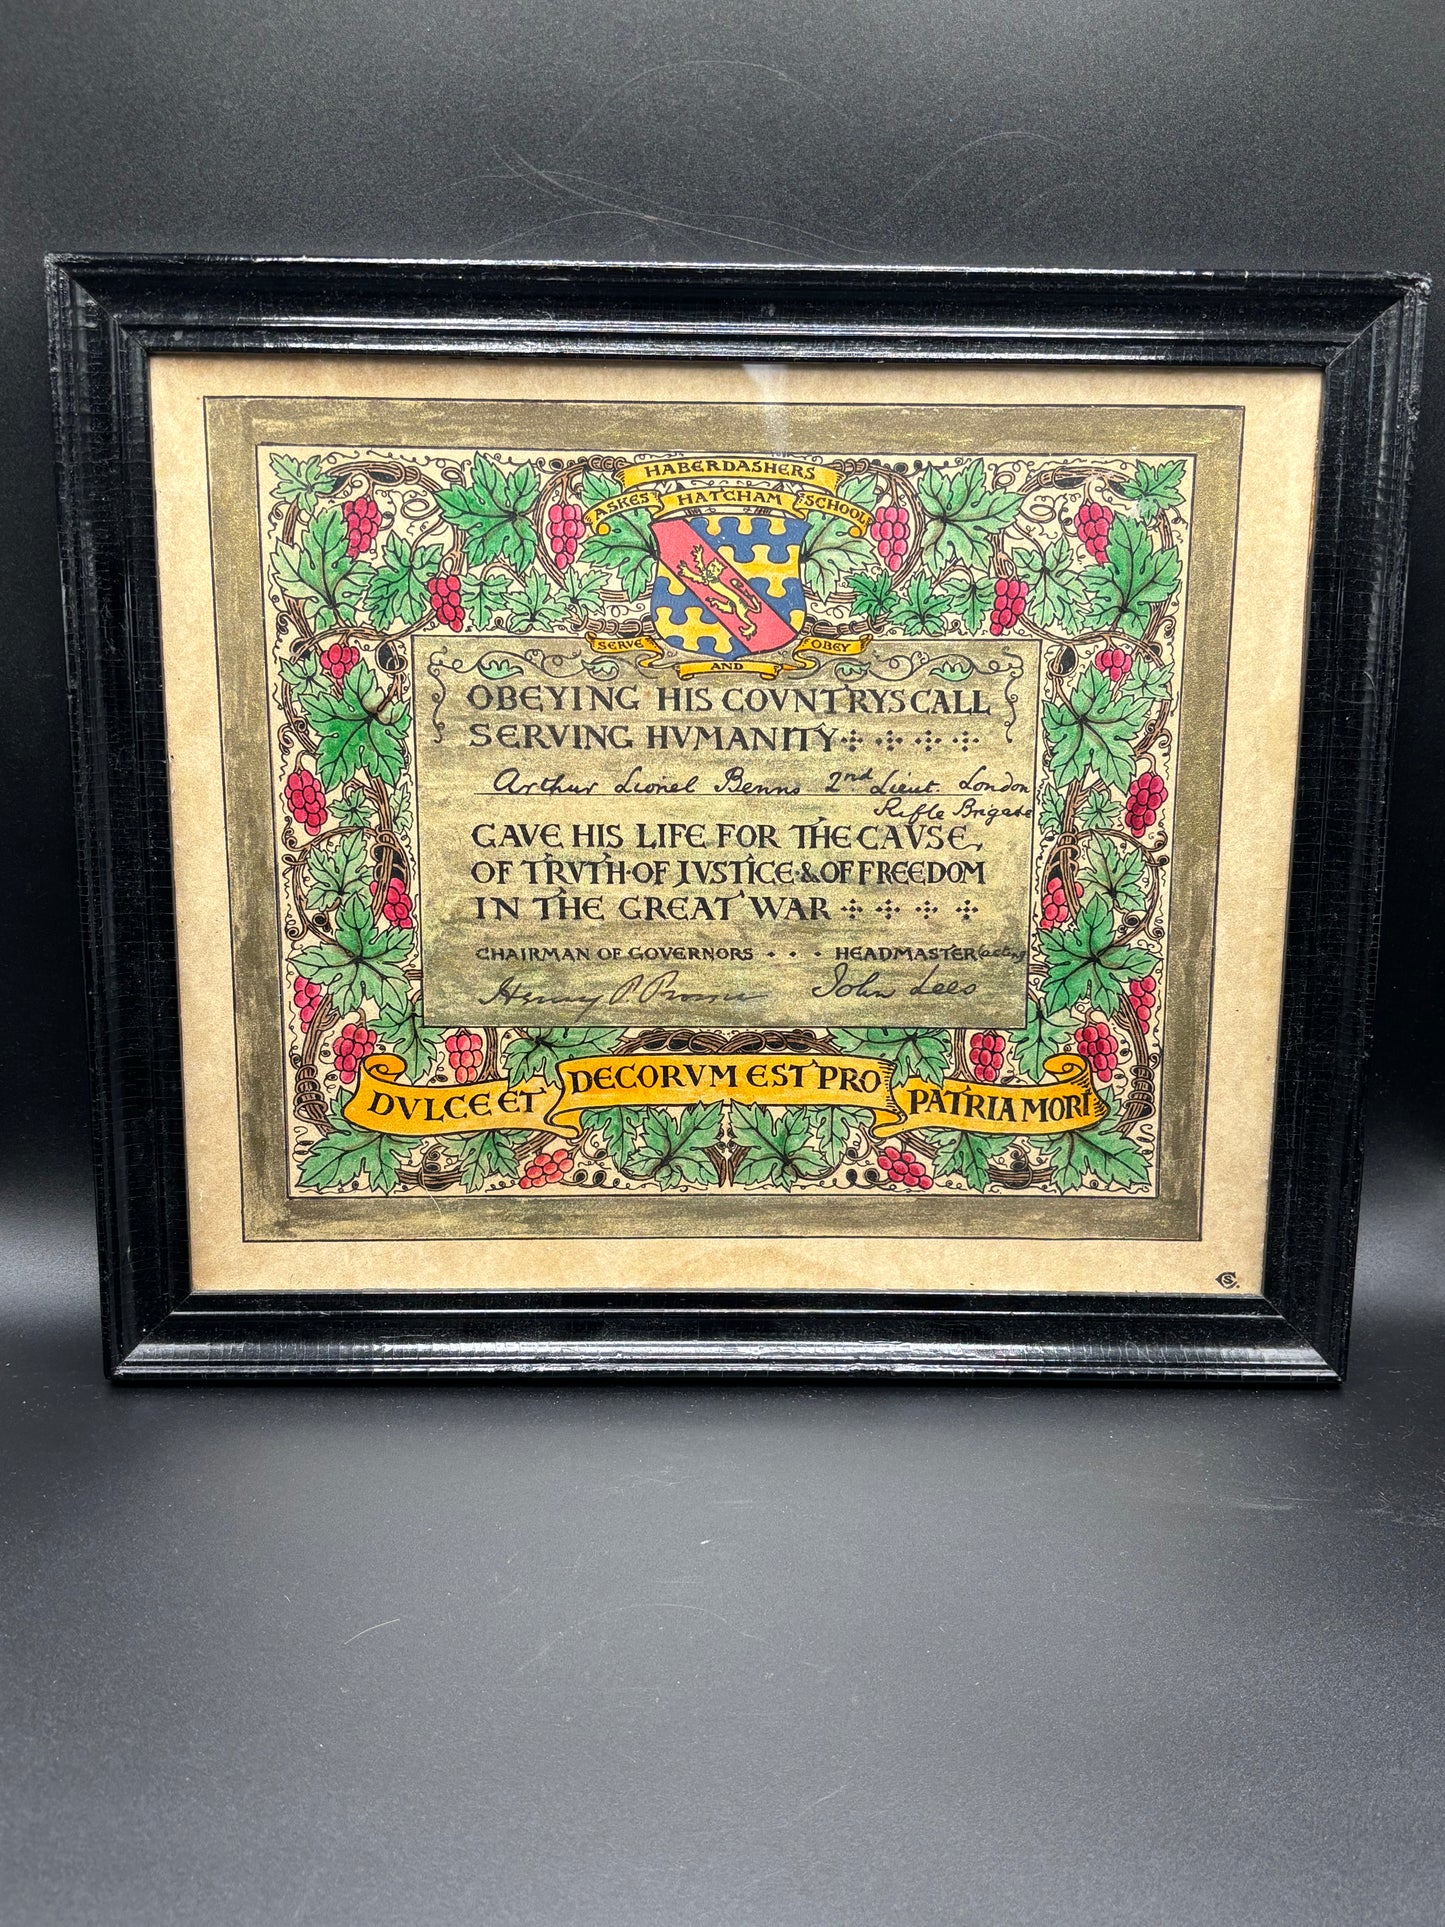 HABERDASHERS
ASKES HATCHAM SCHOOL
SERVE AND OBEY
OBEYING HIS COVNTRYS CALL
SERVING HVMANITY
Arthur Lionel Benns 2nd Lieut. London
Rifle Brigade
GAVE HIS LIFE FOR THE CAVSE,
OF TRVTH·OF JVSTICE·&OF FREEDOM
IN THE GREAT WAR
CHAIRMAN OF GOVERNORS · · · HEADMASTER (acting
Henry P. John Lees
DVLCE ET DECORVM EST PRO PATRIA MORI